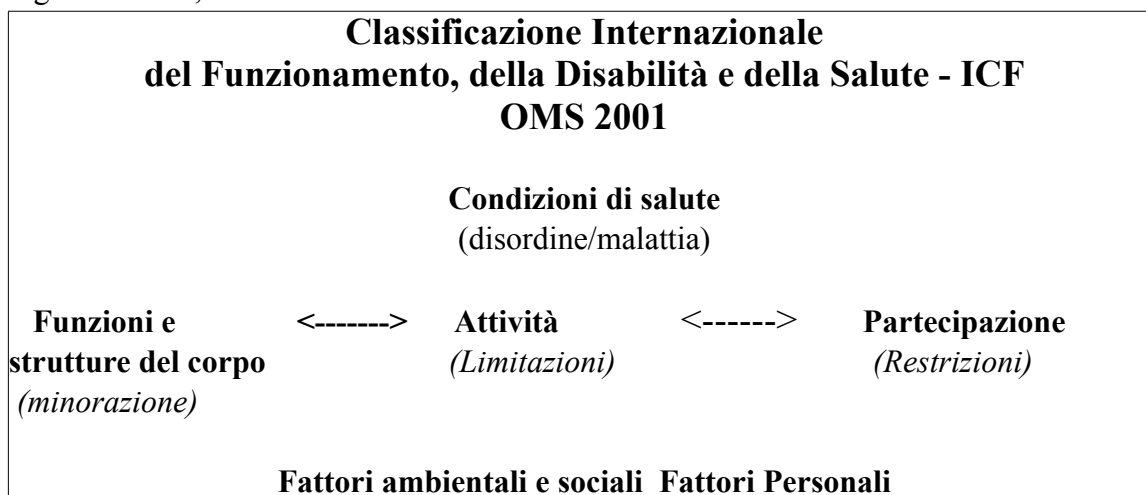 Classificazione Internazionale
del Funzionamento, della Disabilità e della Salute - ICF
OMS 2001
Condizioni di salute
(disordine/malattia)
Funzioni e <-------> Attività <------> Partecipazione
strutture del corpo (Limitazioni) (Restrizioni)
(minorazione)
Fattori ambientali e sociali Fattori Personali